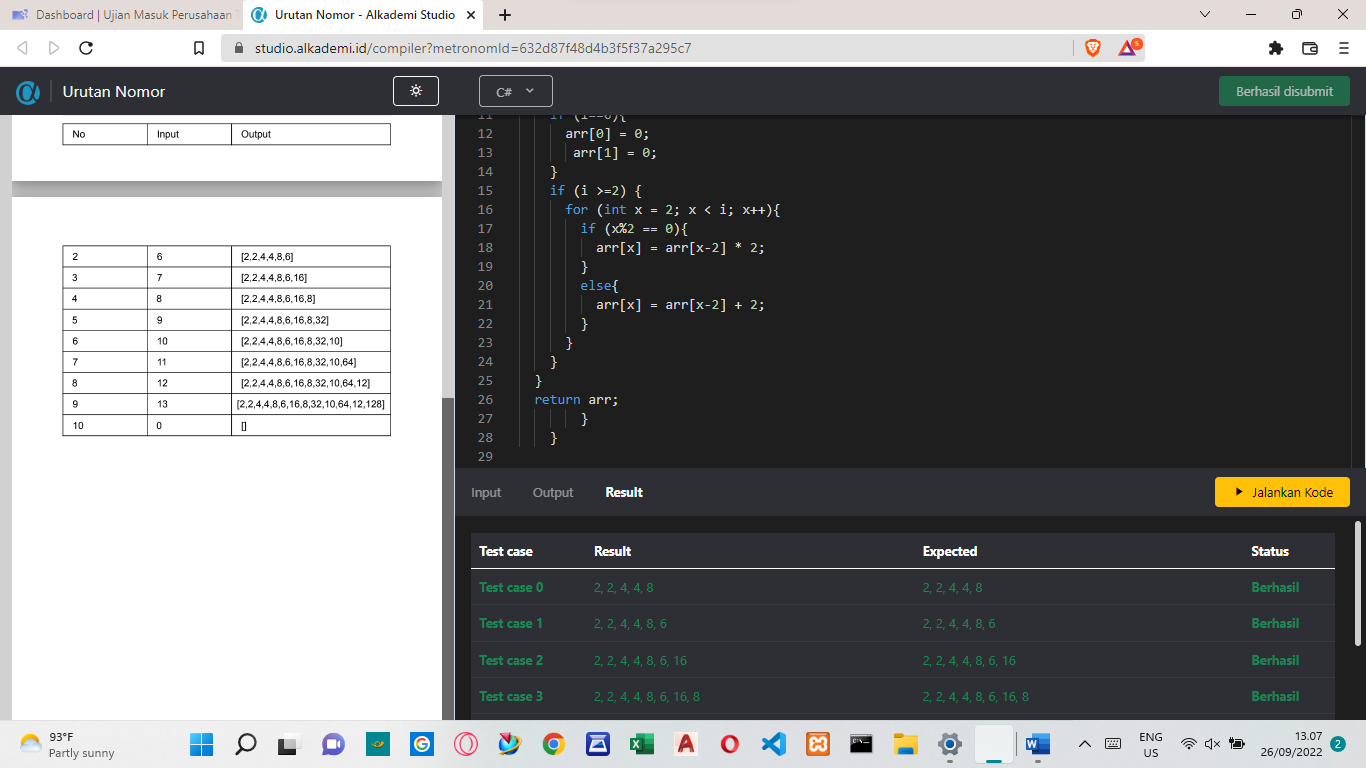 Dashboard | Ujian Masuk Perusahaan
Urutan Nomor - Alkademi Studio
studio.alkademi.id/compiler?metronomId=632d87f48d4b3f5f37a295c7
5
Urutan Nomor
C#
Berhasil disubmit
No Input Output
2 6 [2,2,4,4,8,6]
3 7 [2,2,4,4,8,6,16]
4 8 [2,2,4,4,8,6,16,8]
5 9 [2,2,4,4,8,6,16,8,32]
6 10 [2,2,4,4,8,6,16,8,32,10]
7 11 [2,2,4,4,8,6,16,8,32,10,64]
8 12 [2,2,4,4,8,6,16,8,32,10,64,12]
9 13 [2,2,4,4,8,6,16,8,32,10,64,12,128]
10 0 []
11 if (i==0){
12 arr[0] = 0;
13 arr[1] = 0;
14 }
15 if (i >=2) {
16 for (int x = 2; x < i; x++){
17 if (x%2 == 0){
18 arr[x] = arr[x-2] * 2;
19 }
20 else{
21 arr[x] = arr[x-2] + 2;
22 }
23 }
24 }
25 }
26 return arr;
27 }
28 }
29
Input Output Result
Jalankan Kode
Test case Result Expected Status
Test case 0 2, 2, 4, 4, 8 2, 2, 4, 4, 8 Berhasil
Test case 1 2, 2, 4, 4, 8, 6 2, 2, 4, 4, 8, 6 Berhasil
Test case 2 2, 2, 4, 4, 8, 6, 16 2, 2, 4, 4, 8, 6, 16 Berhasil
Test case 3 2, 2, 4, 4, 8, 6, 16, 8 2, 2, 4, 4, 8, 6, 16, 8 Berhasil
93°F
Partly sunny
ENG
US
13.07
26/09/2022
2